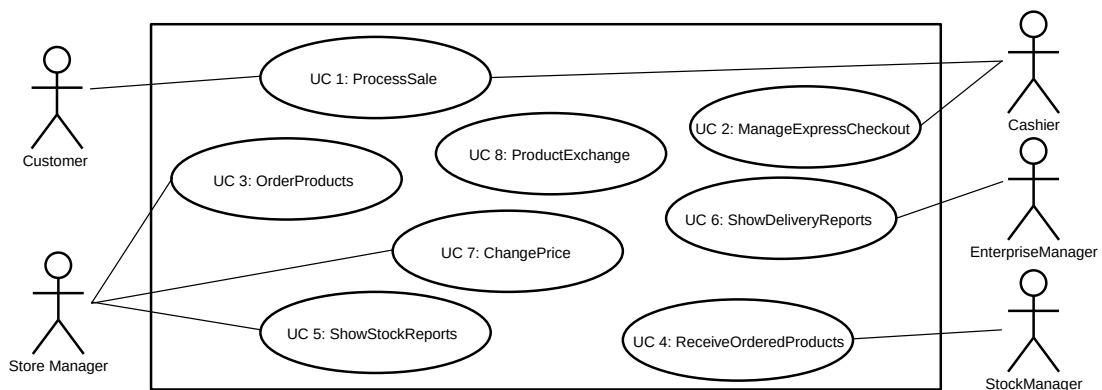 UC 1: ProcessSale
Cashier
UC 2: ManageExpressCheckout
Customer
UC 8: ProductExchange
UC 3: OrderProducts
UC 6: ShowDeliveryReports
UC 7: ChangePrice
EnterpriseManager
UC 5: ShowStockReports
UC 4: ReceiveOrderedProducts
Store Manager
StockManager